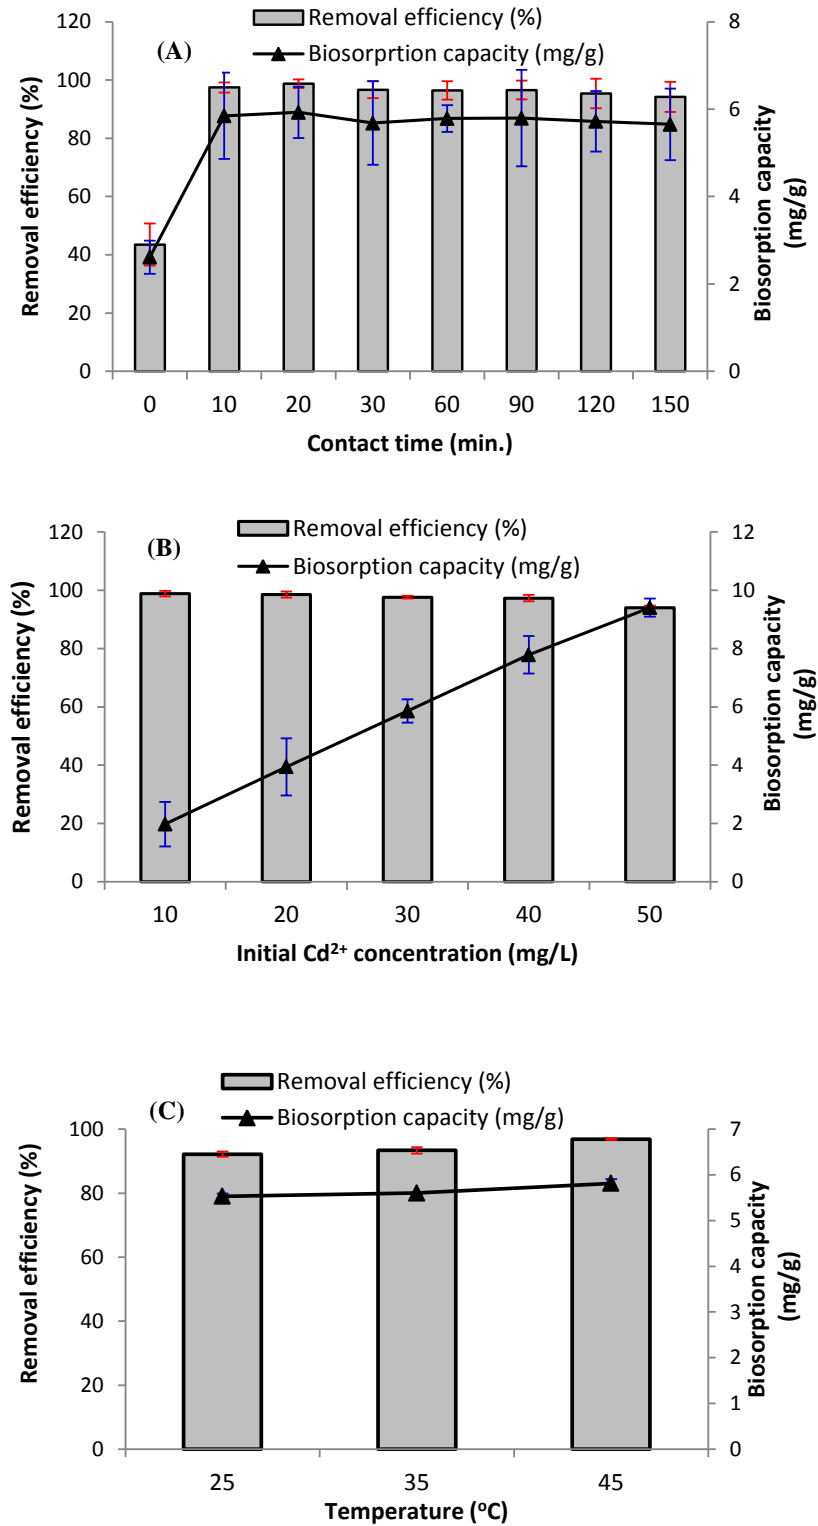 (A)
Removal efficiency (%)
Biosorprtion capacity (mg/g)
120
100
80
60
40
20
0
Removal efficiency (%)
8
6
4
2
0
Biosorption capacity
(mg/g)
0 10 20 30 60 90 120 150
Contact time (min.)
(B)
Removal efficiency (%)
Biosorption capacity (mg/g)
120
100
80
60
40
20
0
Removal efficiency (%)
12
10
8
6
4
2
0
Biosorption capacity
(mg/g)
10 20 30 40 50
Initial Cd²⁺ concentration (mg/L)
(C)
Removal efficiency (%)
Biosorption capacity (mg/g)
100
80
60
40
20
0
Removal efficiency (%)
7
6
5
4
3
2
1
0
Biosorption capacity
(mg/g)
25 35 45
Temperature (ºC)